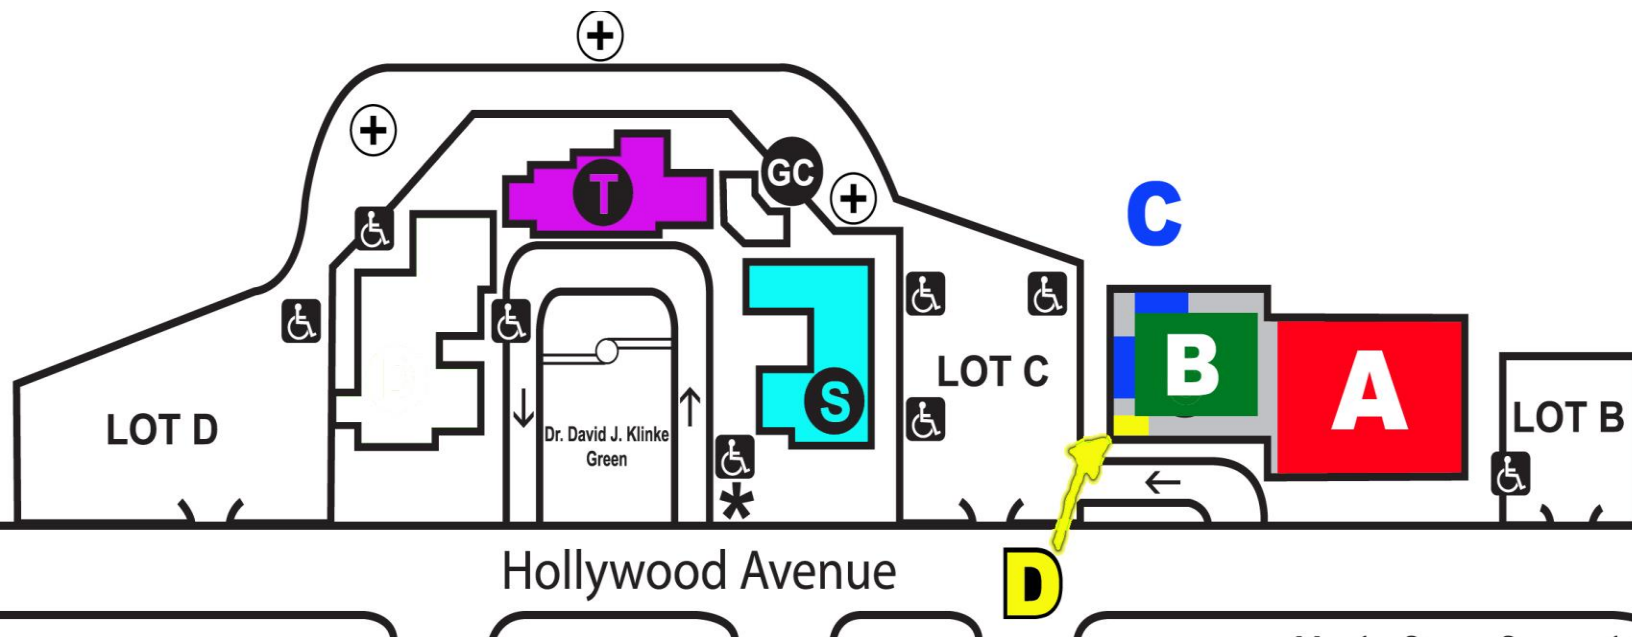 T
GC
C
B
A
LOT C
S
LOT D
LOT B
Dr. David J. Klinke
Green
*
Hollywood Avenue
D